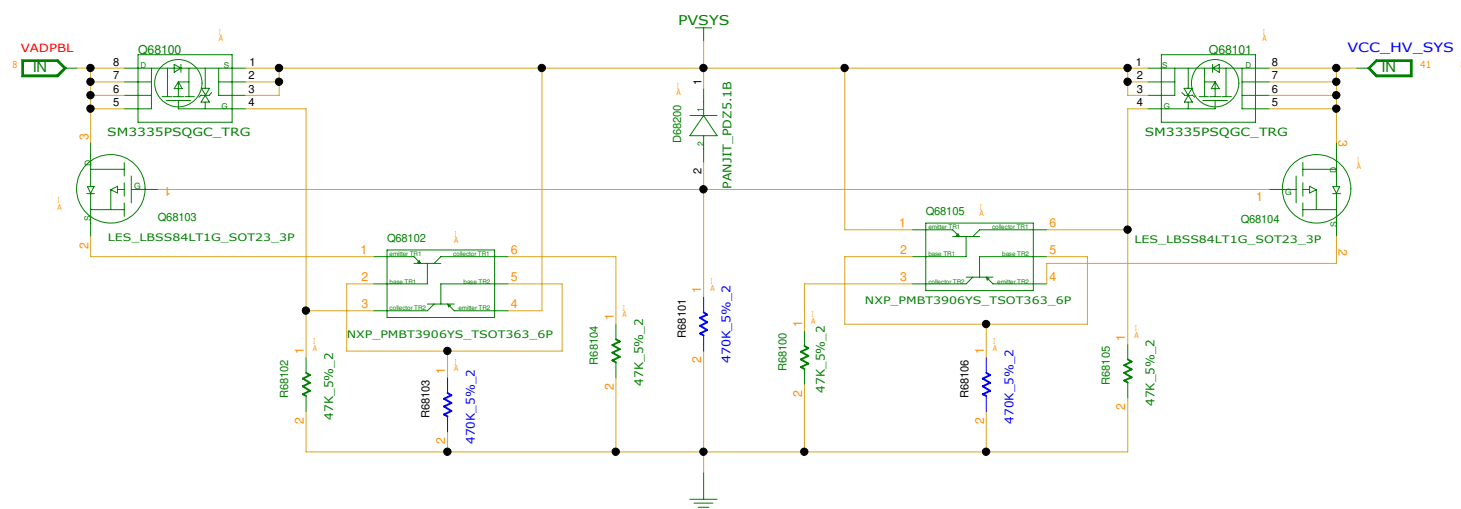 PVSYS
VADPBL
8
IN
Q68100
8
7
6
5
D
S
G
1
2
3
4
SM3335PSQGC_TRG
1
D68200
1
2
2
PANJIT_PDZ5.1B
Q68101
1
2
3
4
S
G
D
8
7
6
5
SM3335PSQGC_TRG
VCC_HV_SYS
IN
41
3
G
S
1
2
Q68103
LES_LBSS84LT1G_SOT23_3P
3
D
G
S
1
2
Q68104
LES_LBSS84LT1G_SOT23_3P
Q68102
1
2
3
emitter TR1
collector TR1
base TR1
base TR2
collector TR2
emitter TR2
6
5
4
NXP_PMBT3906YS_TSOT363_6P
Q68105
1
2
3
emitter TR1
collector TR1
base TR1
base TR2
collector TR2
emitter TR2
6
5
4
NXP_PMBT3906YS_TSOT363_6P
R68102
1
2
47K_5%_2
R68103
1
2
470K_5%_2
R68104
1
2
47K_5%_2
R68101
1
2
470K_5%_2
R68100
1
2
47K_5%_2
R68106
1
2
470K_5%_2
R68105
1
2
47K_5%_2